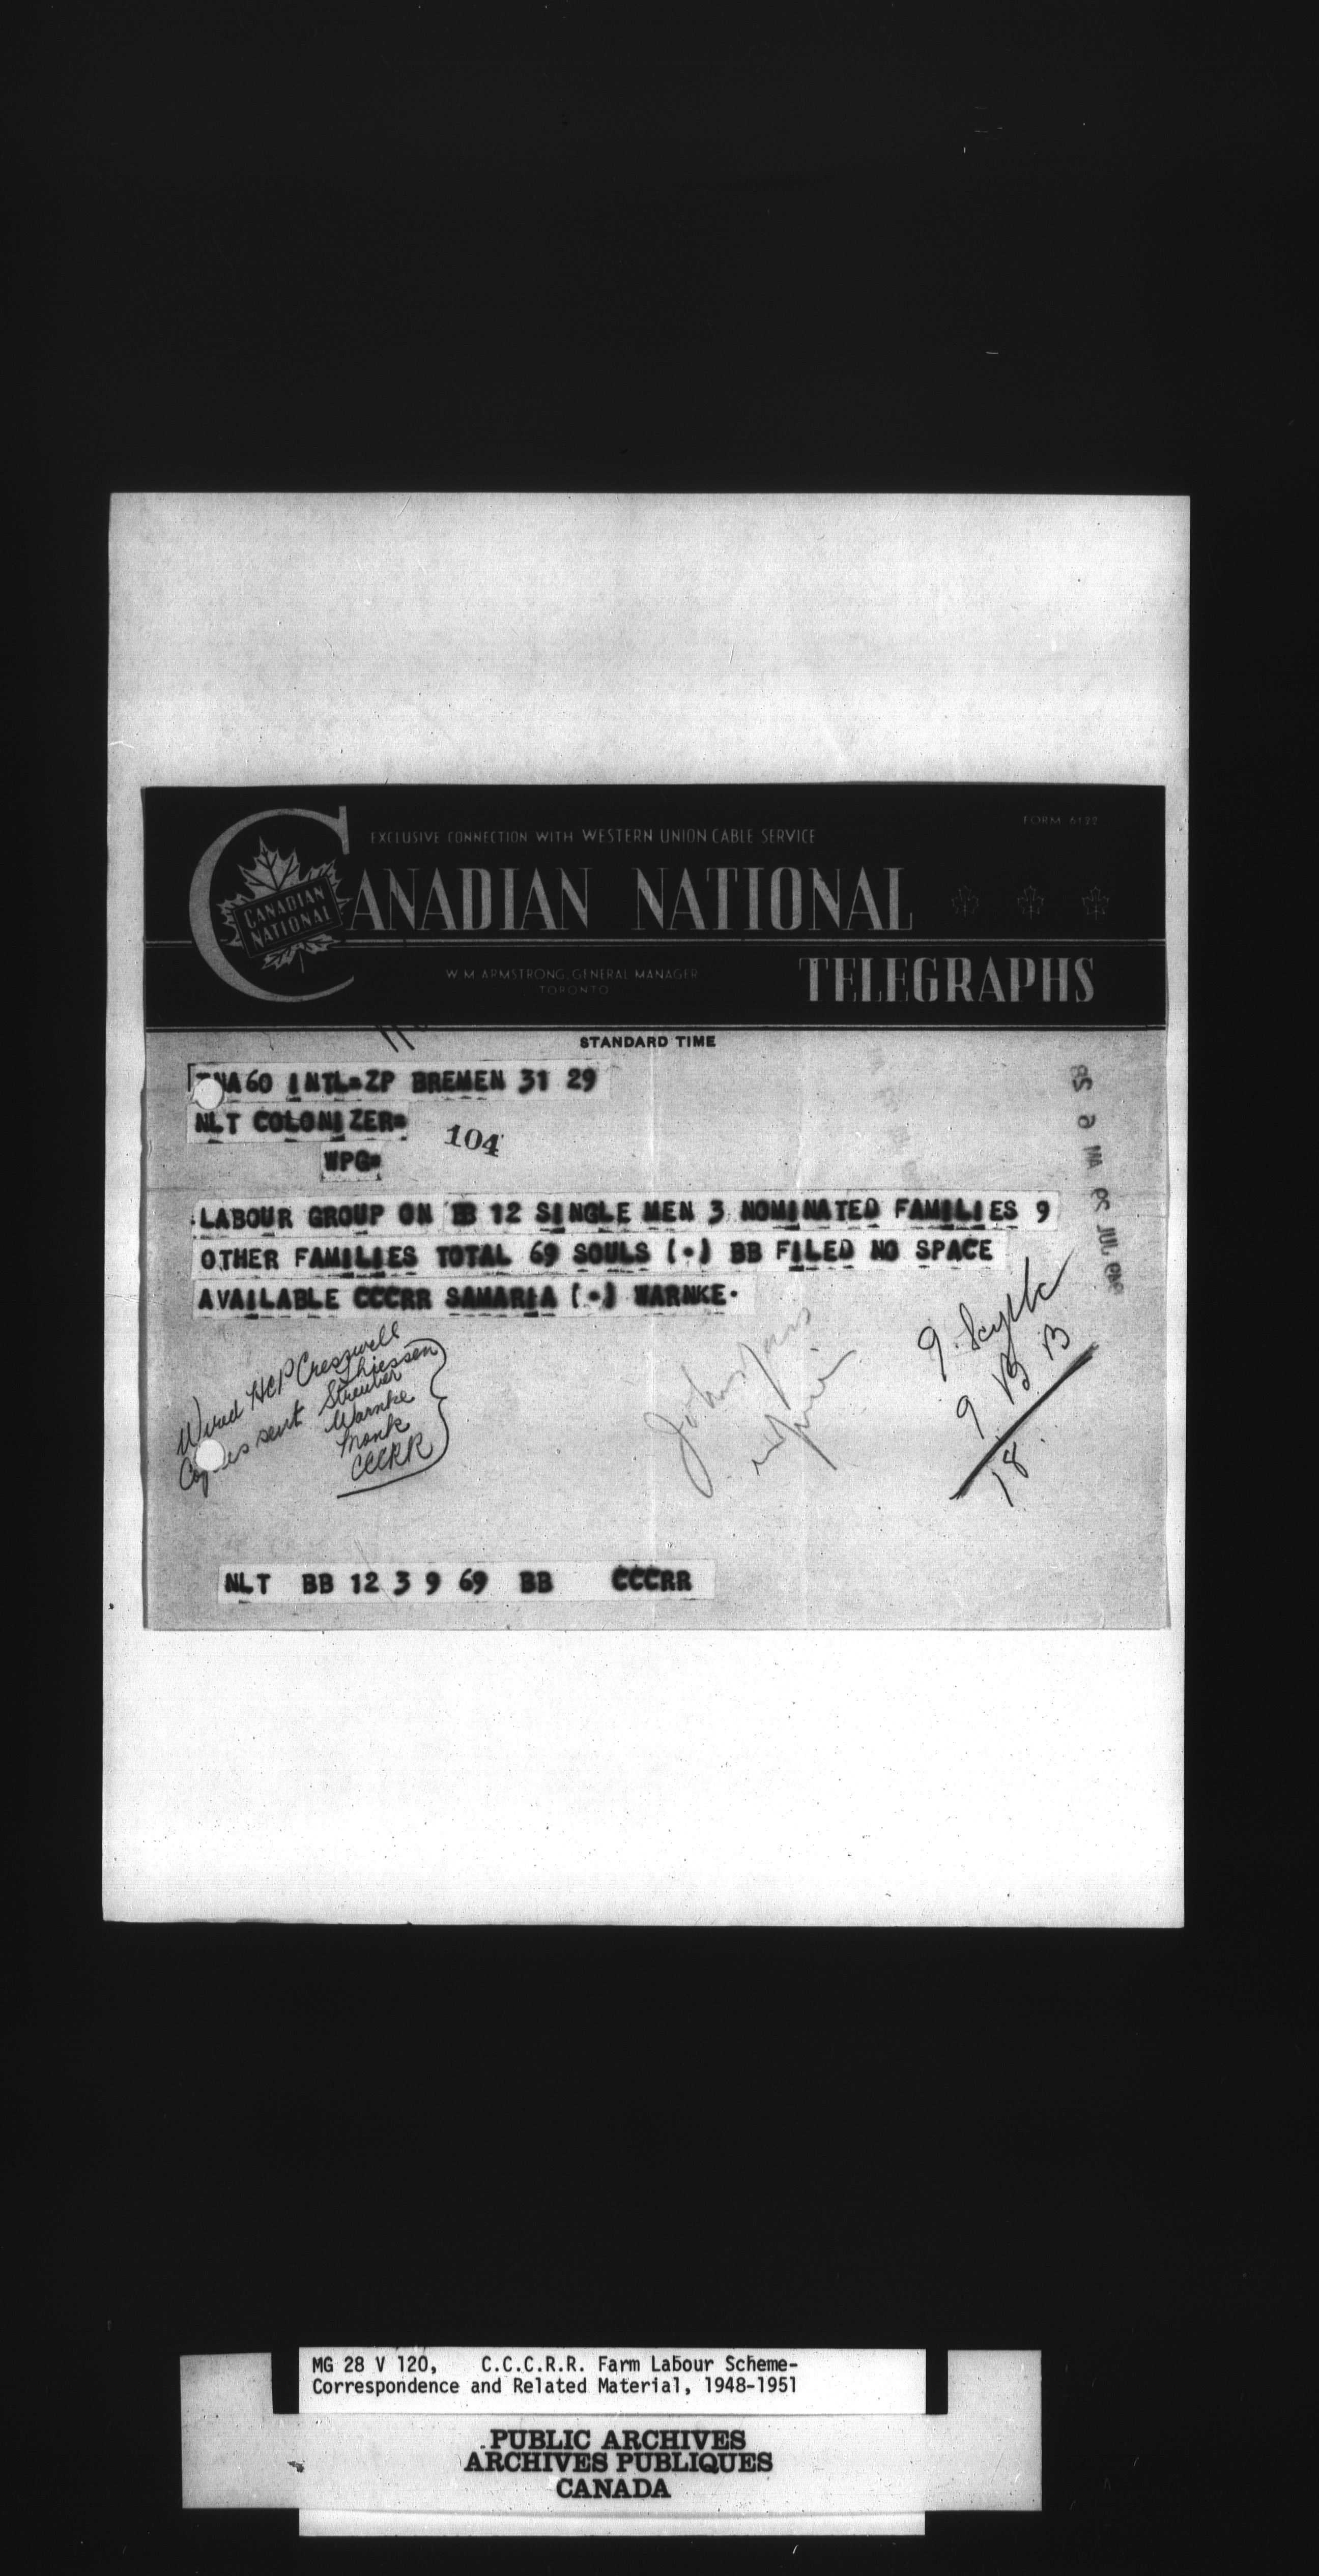 EXCLUSIVE CONNECTION WITH WESTERN UNION CABLE SERVICE
FORM 6122
CANADIAN NATIONAL
CANADIAN NATIONAL
TELEGRAPHS
W. M. ARMSTRONG, GENERAL MANAGER
TORONTO
STANDARD TIME
NA60 INTL=ZP BREMEN 31 29
NLT COLONIZER=
104
WPG=
LABOUR GROUP ON BB 12 SINGLE MEN 3 NOMINATED FAMILIES 9
OTHER FAMILIES TOTAL 69 SOULS (.) BB FILED NO SPACE
AVAILABLE CCCRR SAMARIA (.) WARNKE.
Wired HCP Cresswell
Copies sent Thiessen
Streuber
Warnke
Monk
CCCRR
9.
9 B B
18
NLT BB 12 3 9 69 BB CCCRR
MG 28 V 120, C.C.C.R.R. Farm Labour Scheme-
Correspondence and Related Material, 1948-1951
PUBLIC ARCHIVES
ARCHIVES PUBLIQUES
CANADA